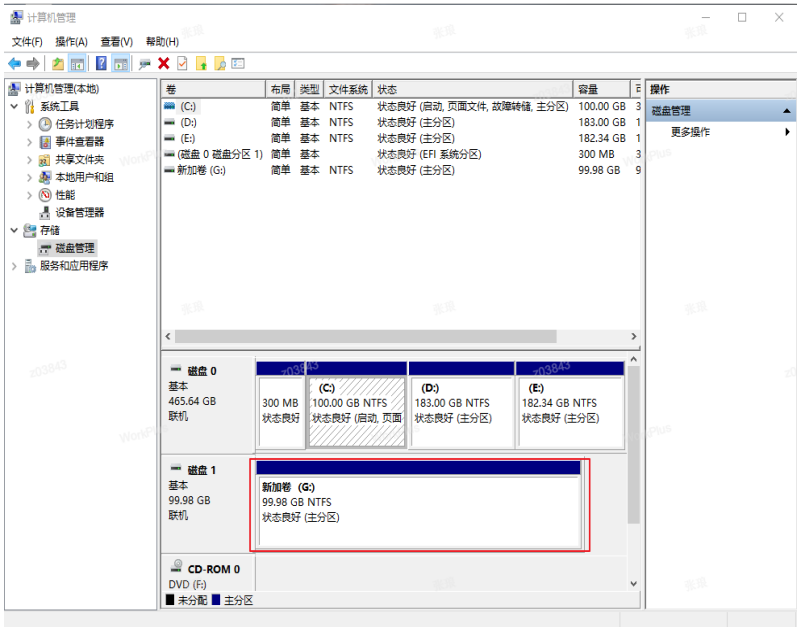 计算机管理
文件(F) 操作(A) 查看(V) 帮助(H)
计算机管理(本地)
系统工具
任务计划程序
事件查看器
共享文件夹
本地用户和组
性能
设备管理器
存储
磁盘管理
服务和应用程序
卷 布局 类型 文件系统 状态 容量
(C:) 简单 基本 NTFS 状态良好 (启动, 页面文件, 故障转储, 主分区) 100.00 GB 3
(D:) 简单 基本 NTFS 状态良好 (主分区) 183.00 GB 1
(E:) 简单 基本 NTFS 状态良好 (主分区) 182.34 GB 1
(磁盘 0 磁盘分区 1) 简单 基本 状态良好 (EFI 系统分区) 300 MB 3
新加卷 (G:) 简单 基本 NTFS 状态良好 (主分区) 99.98 GB 9
操作
磁盘管理
更多操作
磁盘 0
基本
465.64 GB
联机
300 MB
状态良好
(C:)
100.00 GB NTFS
状态良好 (启动, 页面
(D:)
183.00 GB NTFS
状态良好 (主分区)
(E:)
182.34 GB NTFS
状态良好 (主分区)
磁盘 1
基本
99.98 GB
联机
新加卷 (G:)
99.98 GB NTFS
状态良好 (主分区)
CD-ROM 0
DVD (F:)
未分配 主分区
z03843
z03843
z03843
WorkPlus